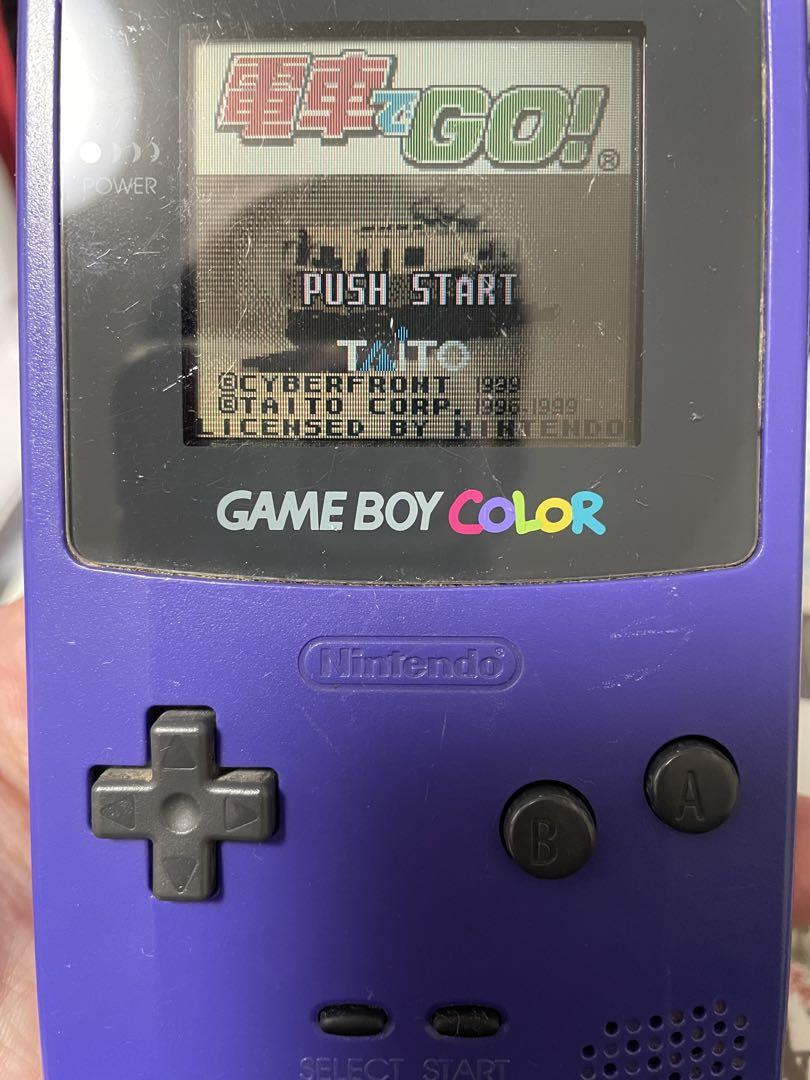 電車でGO!®
POWER
PUSH START
TAITO
©CYBERFRONT 1999
©TAITO CORP. 1996-1999
LICENSED BY NINTENDO
GAME BOY COLOR
Nintendo®
A
B
SELECT START